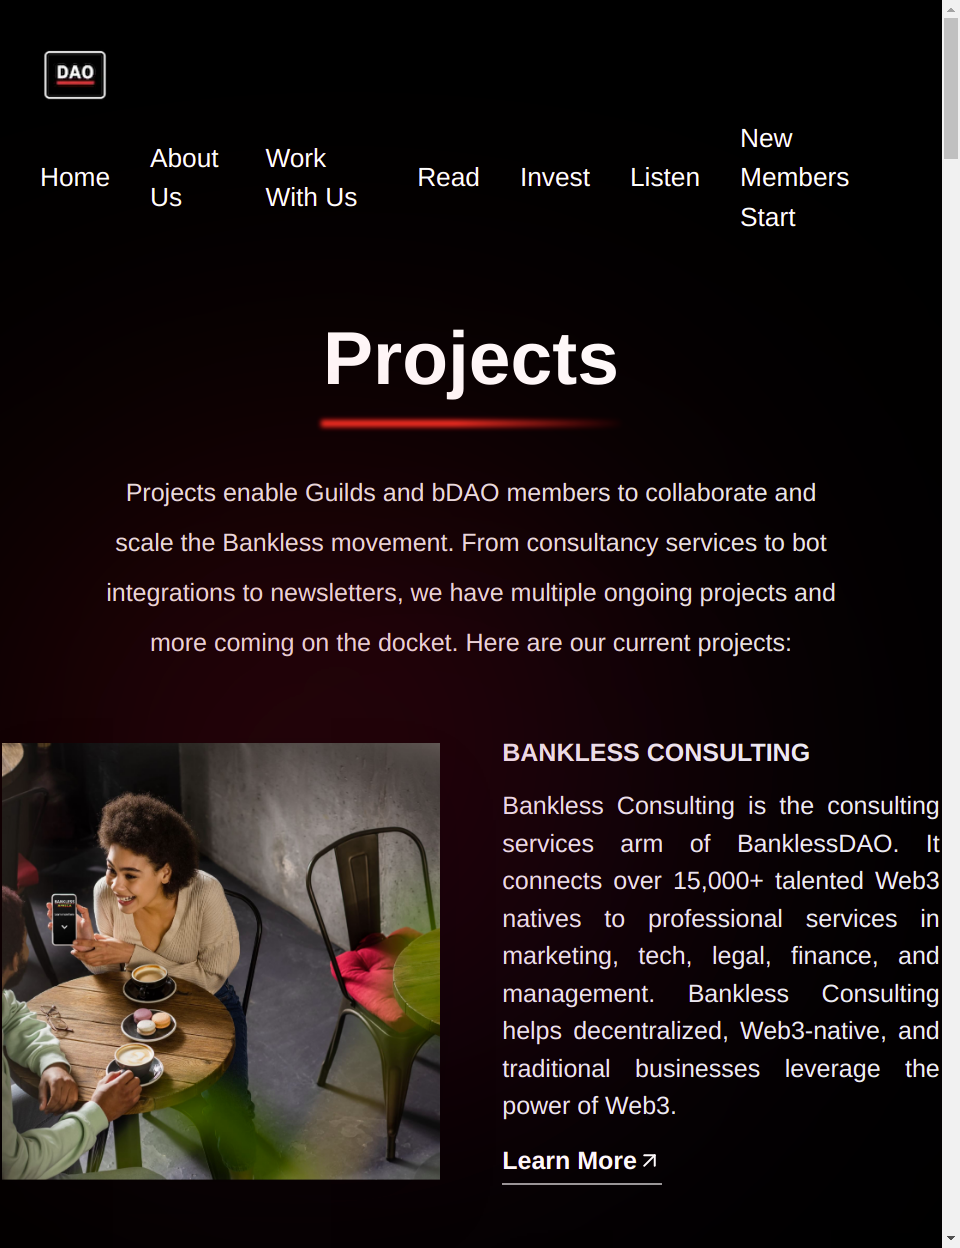 DAO
Home
About
Us
Work
With Us
Read
Invest
Listen
New
Members
Start
Projects
Projects enable Guilds and bDAO members to collaborate and
scale the Bankless movement. From consultancy services to bot
integrations to newsletters, we have multiple ongoing projects and
more coming on the docket. Here are our current projects:
BANKLESS
BANKLESS CONSULTING
Bankless Consulting is the consulting
services arm of BanklessDAO. It
connects over 15,000+ talented Web3
natives to professional services in
marketing, tech, legal, finance, and
management. Bankless Consulting
helps decentralized, Web3-native, and
traditional businesses leverage the
power of Web3.
Learn More